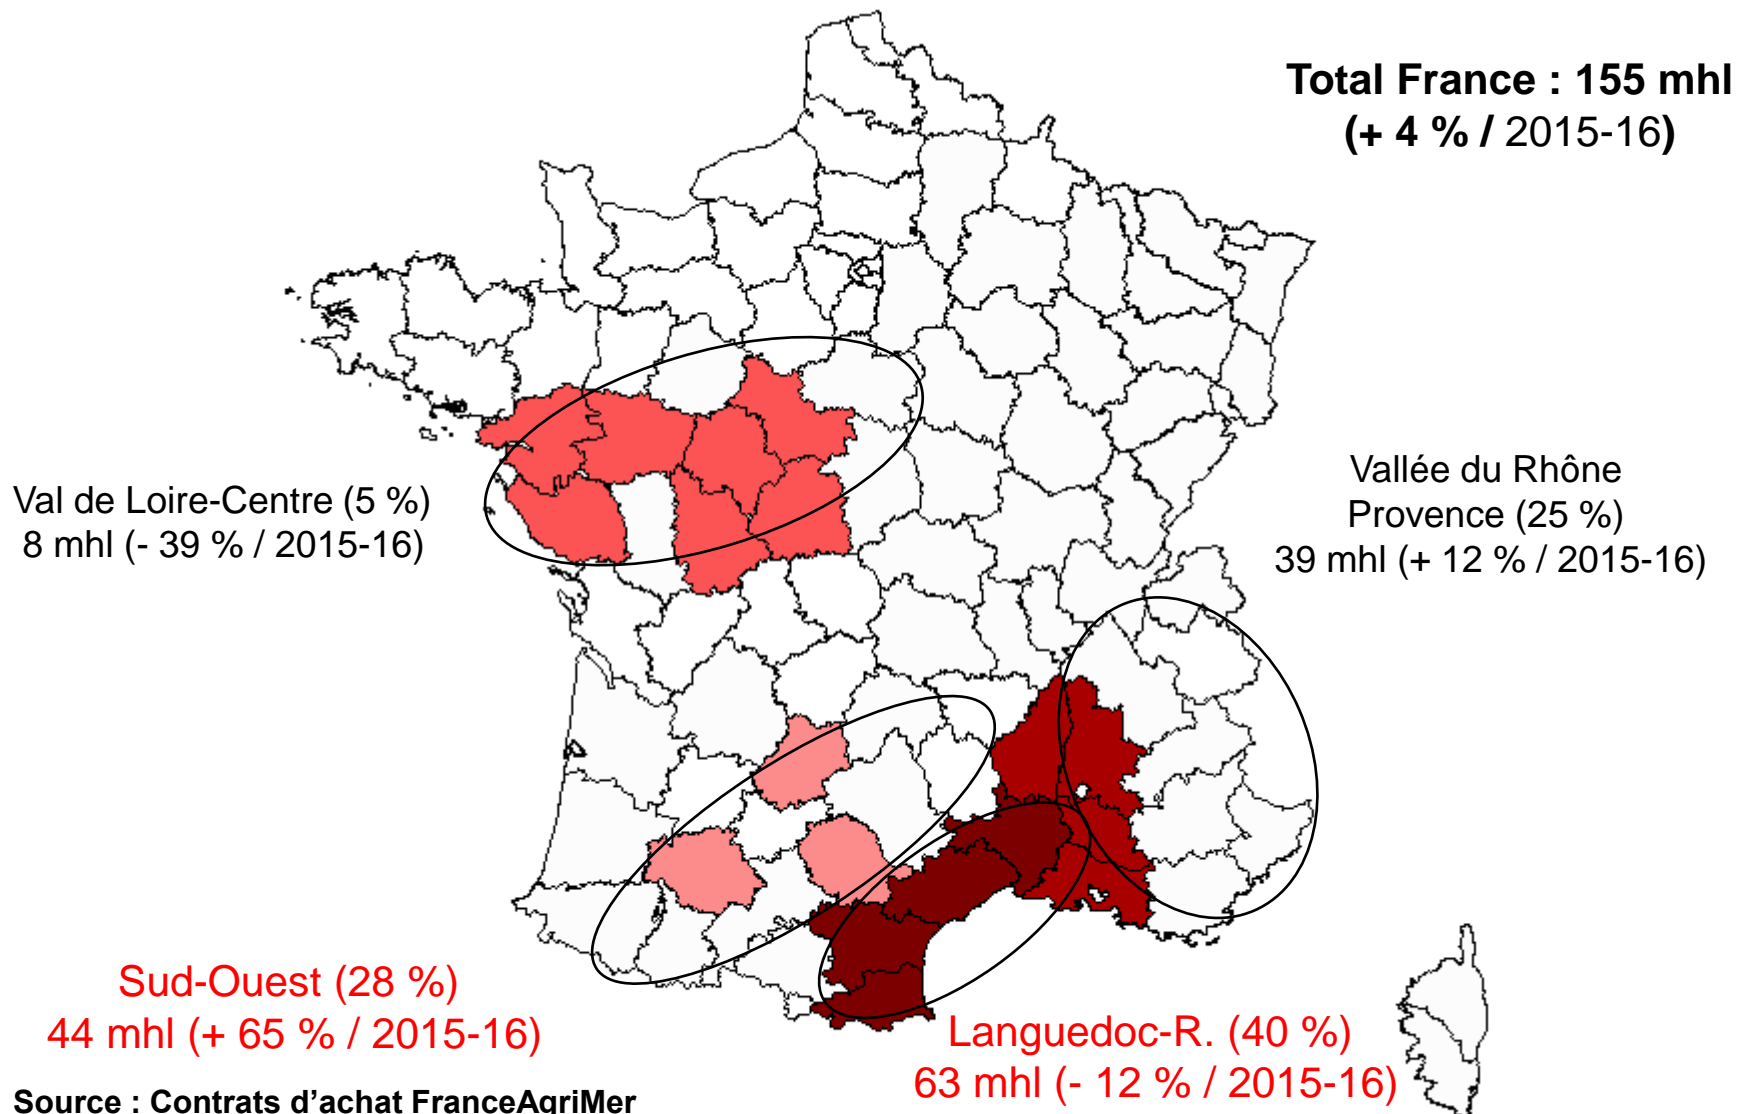 Total France : 155 mhl
(+ 4 % / 2015-16)
Val de Loire-Centre (5 %)
8 mhl (- 39 % / 2015-16)
Vallée du Rhône
Provence (25 %)
39 mhl (+ 12 % / 2015-16)
Sud-Ouest (28 %)
44 mhl (+ 65 % / 2015-16)
Languedoc-R. (40 %)
63 mhl (- 12 % / 2015-16)
Source : Contrats d'achat FranceAgriMer